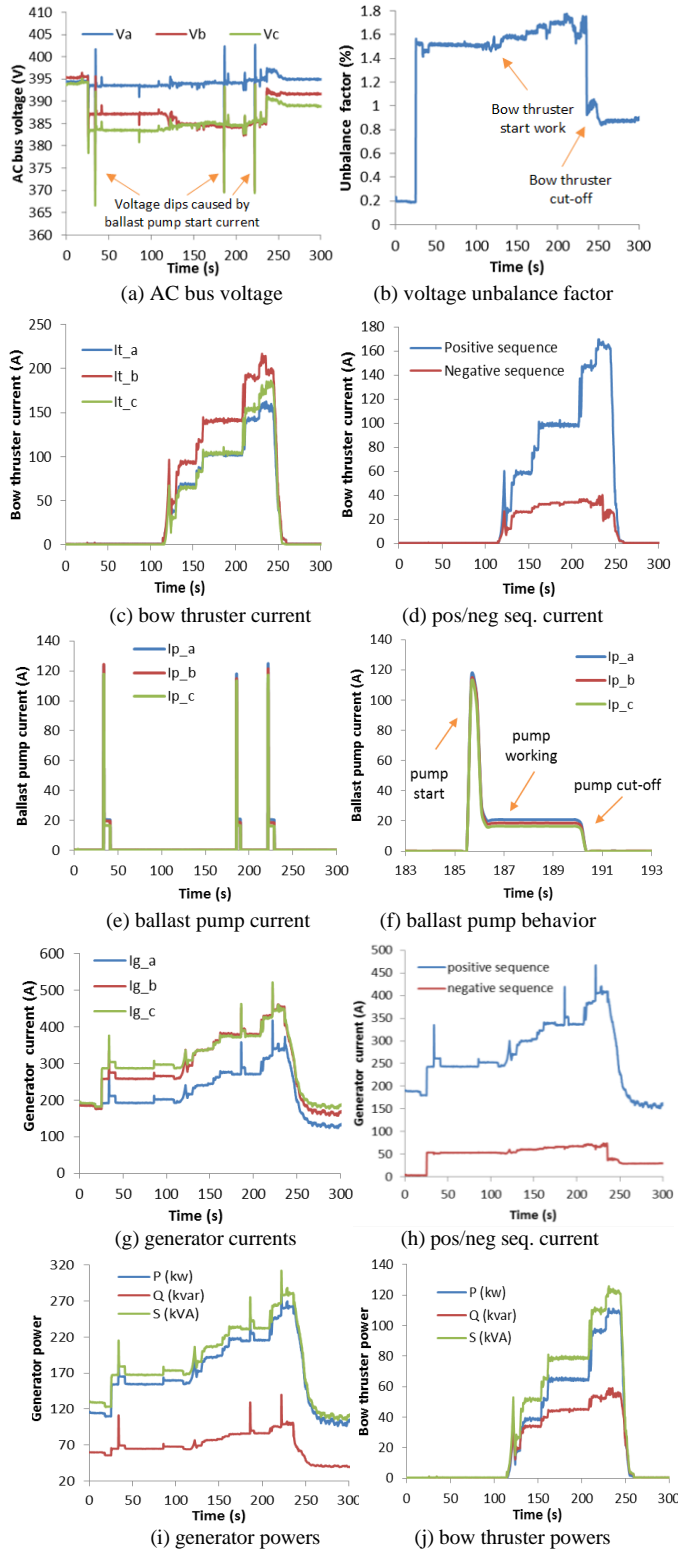 Va Vb Vc
AC bus voltage (V)
400
395
390
385
380
375
370
365
360
Voltage dips caused by
ballast pump start current
0 50 100 150 200 250 300
Time (s)
(a) AC bus voltage
Unbalance
factor (%)
1.8
1.6
1.4
1.2
1
0.8
0.6
0.4
0.2
Bow thruster
start work
Bow thruster
cut-off
0 50 100 150 200 250 300
Time (s)
(b) voltage unbalance factor
Bow thruster current (A)
250
200
150
100
50
0
It_a
It_b
It_c
0 50 100 150 200 250 300
Time (s)
(c) bow thruster current
Bow thruster current (A)
180
160
140
120
100
80
60
40
20
0
Positive sequence
Negative sequence
0 50 100 150 200 250 300
Time (s)
(d) pos/neg seq. current
Ballast pump current (A)
140
120
100
80
60
40
20
0
Ip_a
Ip_b
Ip_c
0 50 100 150 200 250 300
Time (s)
(e) ballast pump current
Ballast pump current (A)
140
120
100
80
60
40
20
0
Ip_a
Ip_b
Ip_c
pump
start
pump
working
pump cut-off
183 185 187 189 191 193
Time (s)
(f) ballast pump behavior
Generator current (A)
600
500
400
300
200
100
0
Ig_a
Ig_b
Ig_c
0 50 100 150 200 250 300
Time (s)
(g) generator currents
Generator current (A)
500
450
400
350
300
250
200
150
100
50
0
positive sequence
negative sequence
0 50 100 150 200 250 300
Time (s)
(h) pos/neg seq. current
Generator power
320
270
220
170
120
70
20
P (kw)
Q (kvar)
S (kVA)
0 50 100 150 200 250 300
Time (s)
(i) generator powers
Bow thruster power
140
120
100
80
60
40
20
0
P (kw)
Q (kvar)
S (kVA)
0 50 100 150 200 250 300
Time (s)
(j) bow thruster powers